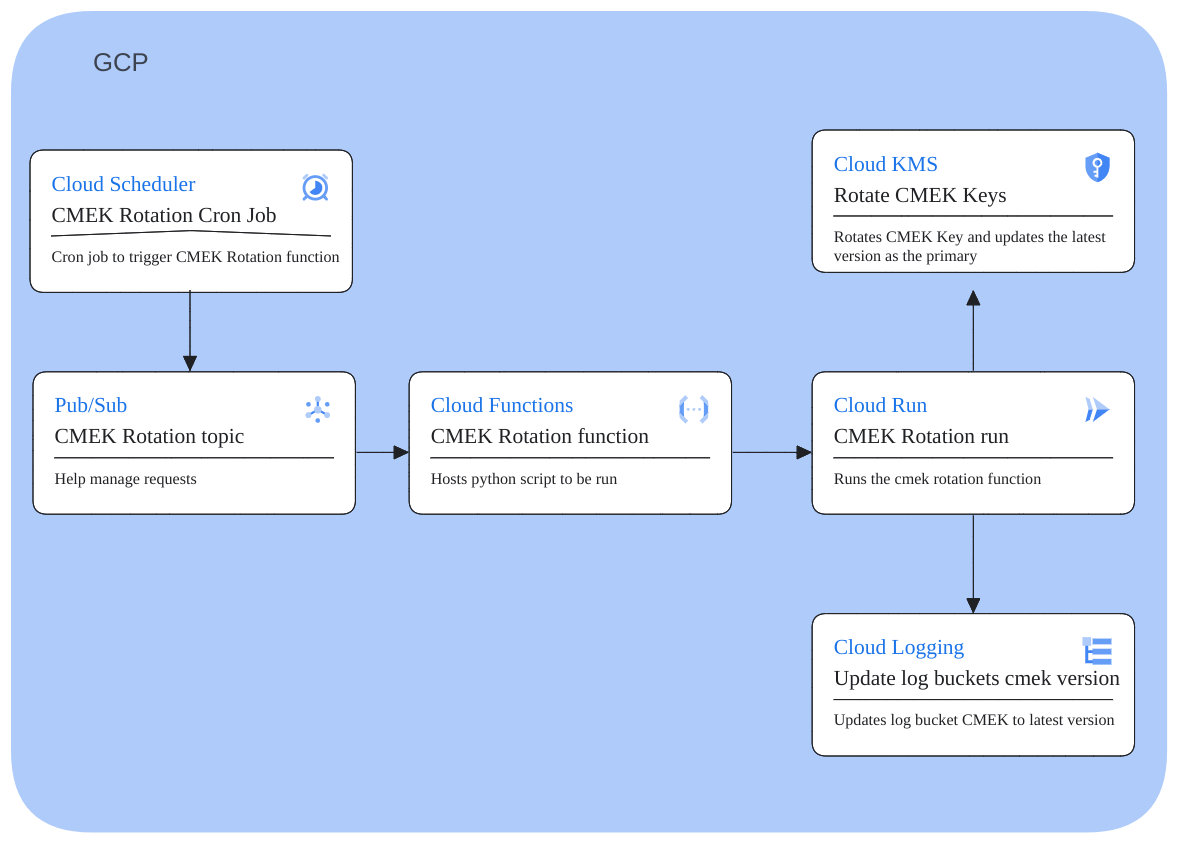 GCP
Cloud Scheduler
CMEK Rotation Cron Job
Cron job to trigger CMEK Rotation function
Cloud KMS
Rotate CMEK Keys
Rotates CMEK Key and updates the latest
version as the primary
Pub/Sub
CMEK Rotation topic
Help manage requests
Cloud Functions
CMEK Rotation function
Hosts python script to be run
Cloud Run
CMEK Rotation run
Runs the cmek rotation function
Cloud Logging
Update log buckets cmek version
Updates log bucket CMEK to latest version